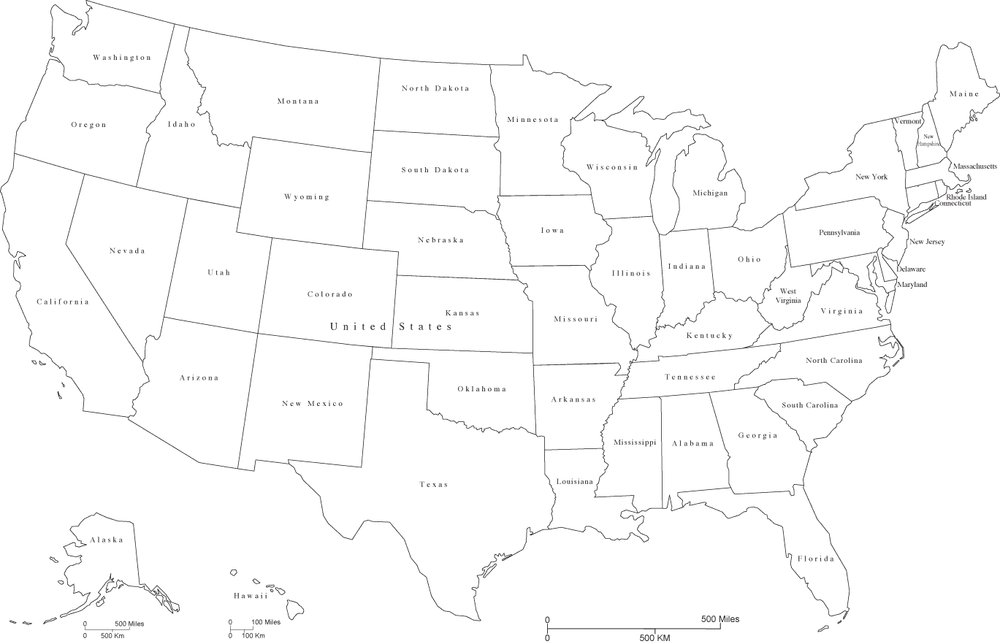 Washington
Montana
North Dakota
Minnesota
Maine
Oregon
Idaho
Vermont
New
Hampshire
South Dakota
Wisconsin
Michigan
New York
Massachusetts
Wyoming
Rhode Island
Connecticut
Nebraska
Iowa
Pennsylvania
New Jersey
Nevada
Utah
Illinois
Indiana
Ohio
Delaware
Maryland
California
Colorado
Kansas
Missouri
West
Virginia
Virginia
United States
Kentucky
Arizona
New Mexico
Oklahoma
Arkansas
Tennessee
North Carolina
South Carolina
Mississippi
Alabama
Georgia
Texas
Louisiana
Florida
Alaska
Hawaii
0 500 Miles
0 500 Km
0 100 Miles
0 100 Km
0 500 Miles
0 500 KM